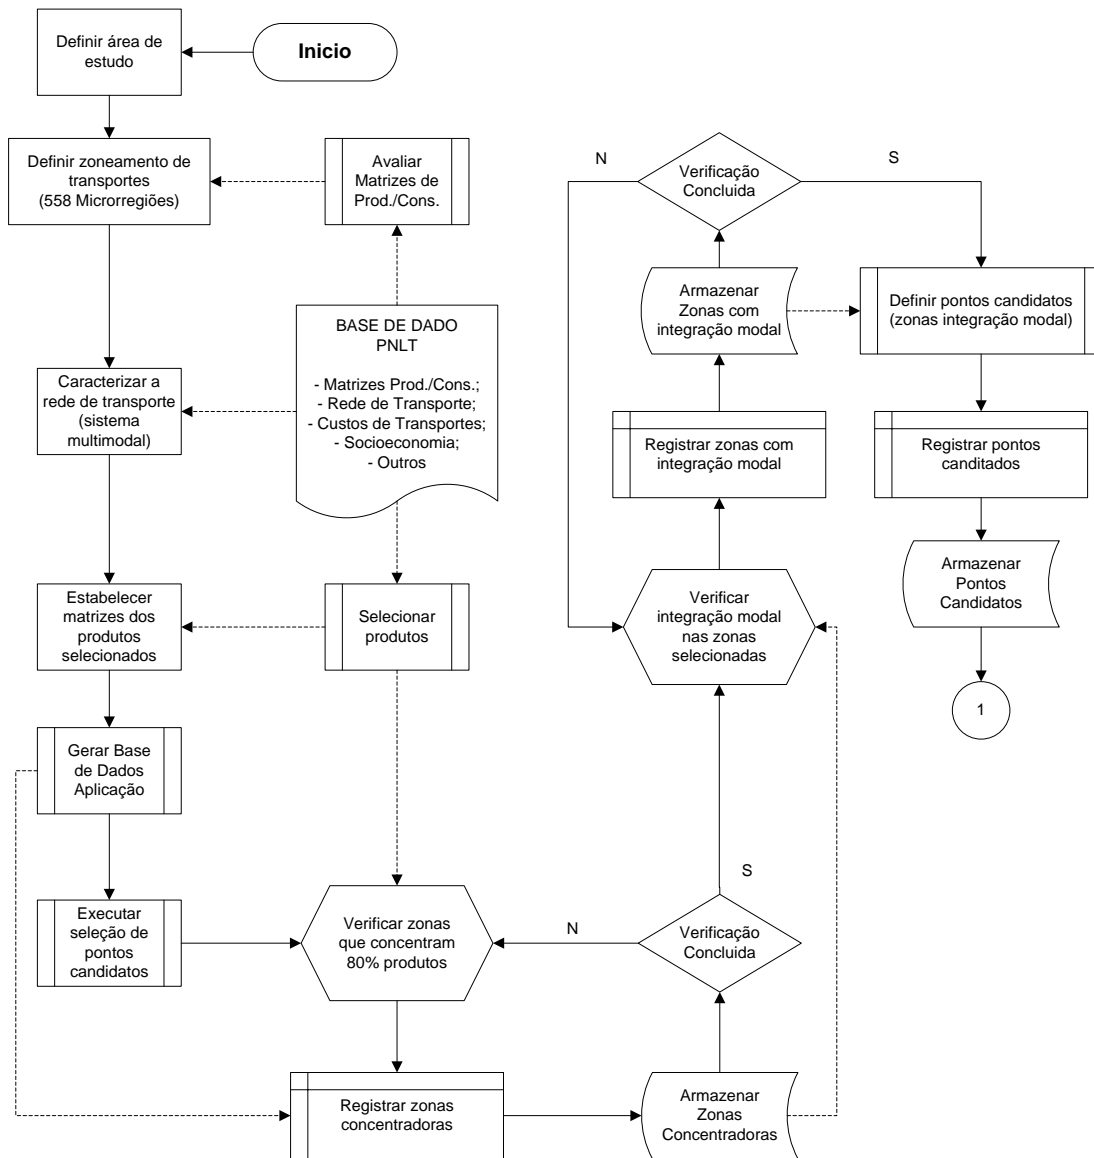 Definir área de
estudo
Inicio
Definir zoneamento de
transportes
(558 Microrregiões)
Avaliar
Matrizes de
Prod./Cons.
BASE DE DADO
PNLT
- Matrizes Prod./Cons.;
- Rede de Transporte;
- Custos de Transportes;
- Socioeconomia;
- Outros
Caracterizar a
rede de transporte
(sistema
multimodal)
Estabelecer
matrizes dos
produtos
selecionados
Selecionar
produtos
Gerar Base
de Dados
Aplicação
Executar
seleção de
pontos
candidatos
Verificar zonas
que concentram
80% produtos
Registrar zonas
concentradoras
Armazenar
Zonas
Concentradoras
Verificação
Concluida
N
S
Verificar
integração modal
nas zonas
selecionadas
Registrar zonas com
integração modal
Armazenar
Zonas com
integração modal
Verificação
Concluida
N
S
Definir pontos candidatos
(zonas integração modal)
Registrar pontos
canditados
Armazenar
Pontos
Candidatos
1